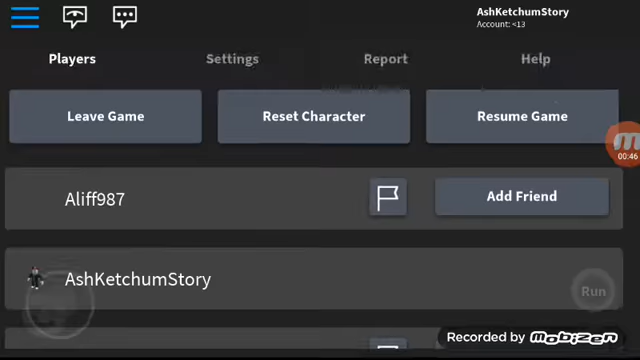 AshKetchumStory
Account: <13
Players Settings Report Help
Leave Game Reset Character Resume Game
00:46
Aliff987 Add Friend
AshKetchumStory
Run
Recorded by mobizen